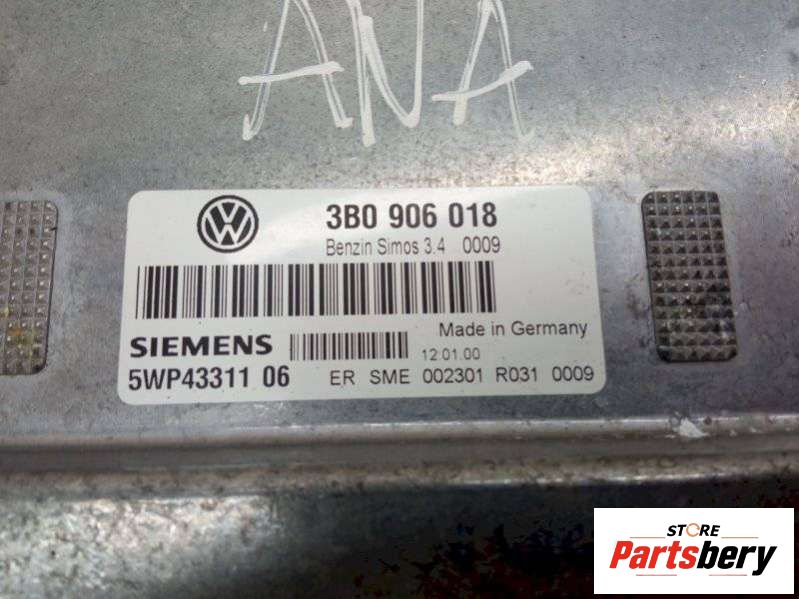 ANA
VW
3B0 906 018
Benzin Simos 3.4 0009
SIEMENS
Made in Germany
12 01.00
5WP43311 06
ER SME 002301 R031 0009
STORE
Partsbery